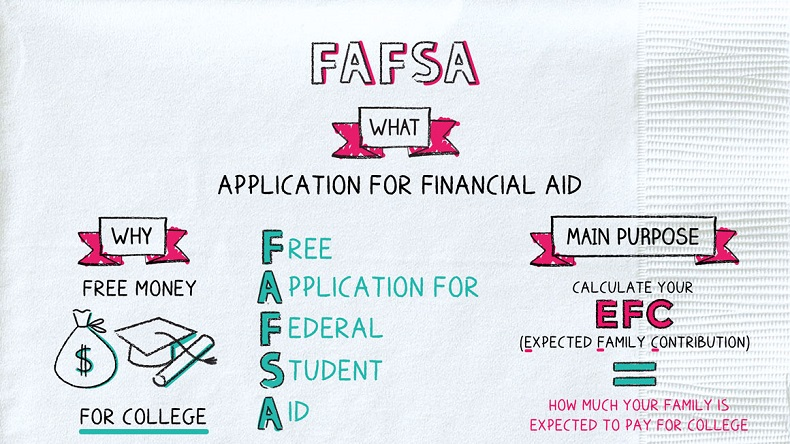 FAFSA
WHAT
APPLICATION FOR FINANCIAL AID
WHY
FREE MONEY
$
FOR COLLEGE
FREE
APPLICATION FOR
FEDERAL
STUDENT
AID
MAIN PURPOSE
CALCULATE YOUR
EFC
(EXPECTED FAMILY CONTRIBUTION)
=
HOW MUCH YOUR FAMILY IS
EXPECTED TO PAY FOR COLLEGE